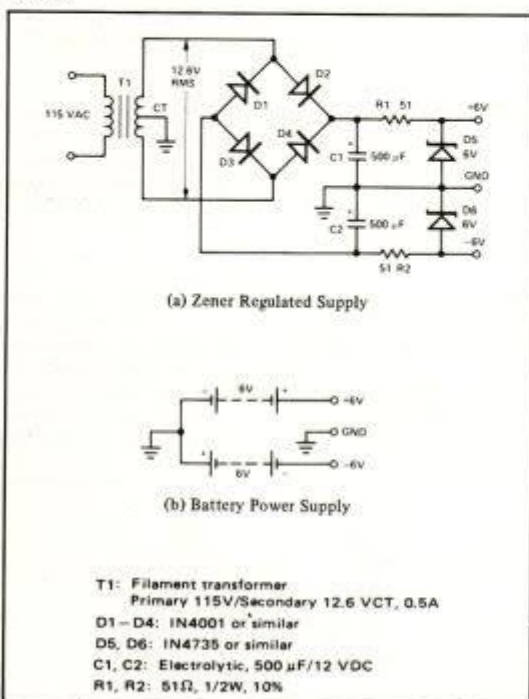 T1
12.6V
RMS
115 VAC
CT
D1
D2
D3
D4
R1 51
+6V
C1
500 µF
D5
6V
GND
C2
500 µF
D6
6V
51 R2
−6V
(a) Zener Regulated Supply
- 6V +
+6V
GND
+ 6V -
−6V
(b) Battery Power Supply
T1: Filament transformer
Primary 115V/Secondary 12.6 VCT, 0.5A
D1–D4: IN4001 or similar
D5, D6: IN4735 or similar
C1, C2: Electrolytic, 500 µF/12 VDC
R1, R2: 51Ω, 1/2W, 10%